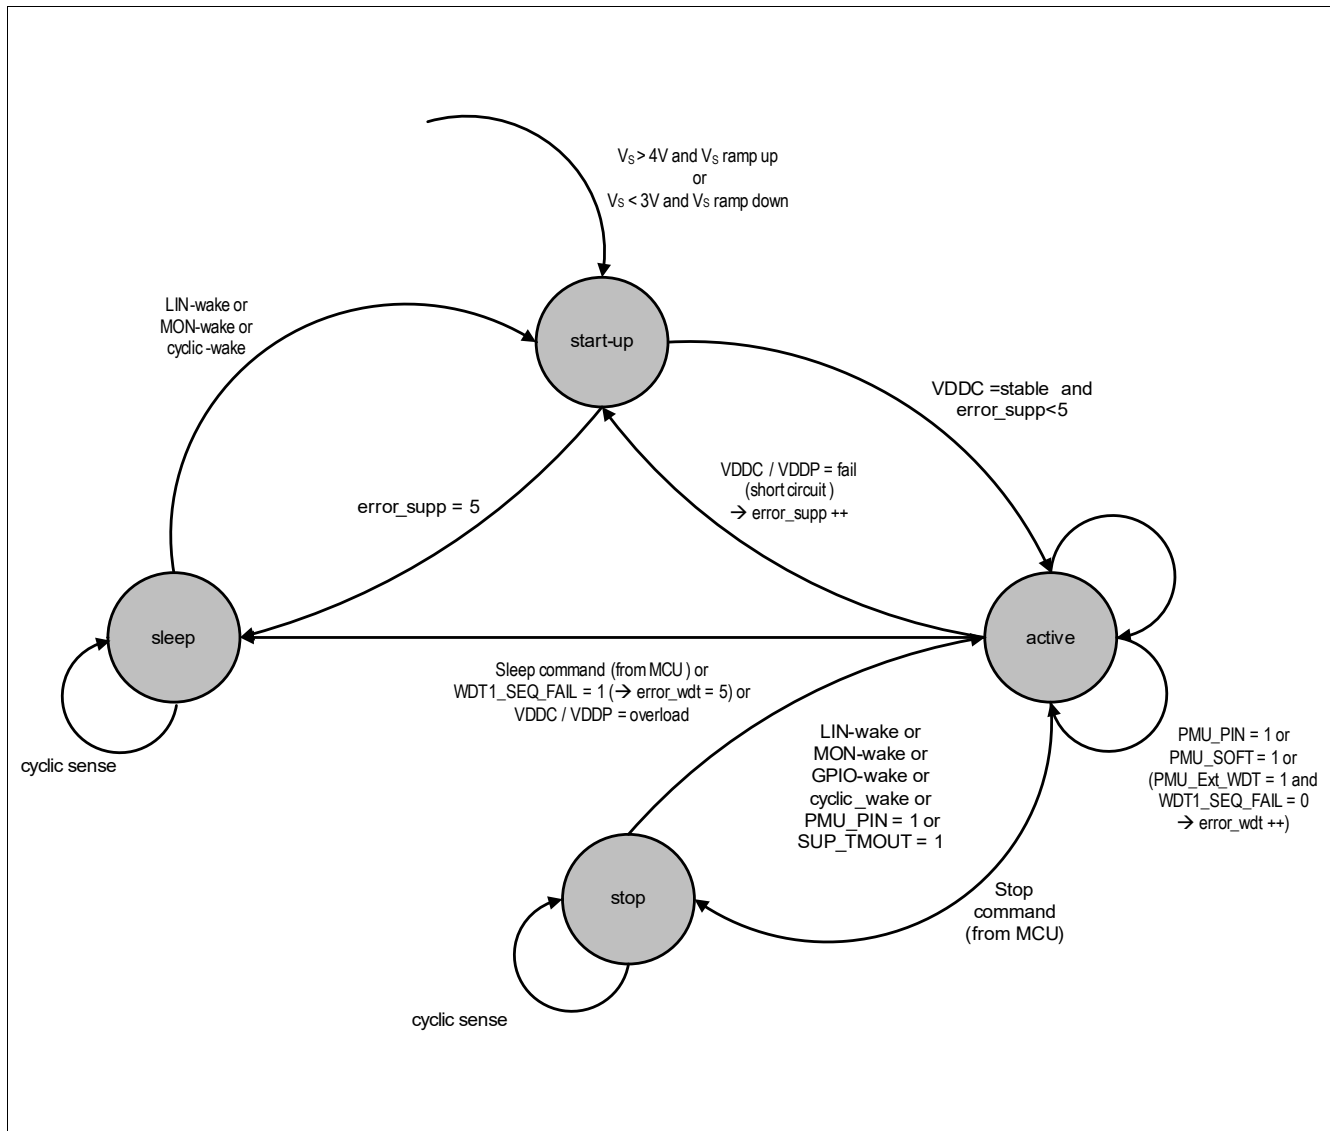 V_S > 4V and V_S ramp up
or
V_S < 3V and V_S ramp down
LIN-wake or
MON-wake or
cyclic -wake
start-up
VDDC =stable and
error_supp<5
VDDC / VDDP = fail
(short circuit )
→ error_supp ++
error_supp = 5
sleep
active
Sleep command (from MCU ) or
WDT1_SEQ_FAIL = 1 (→ error_wdt = 5) or
VDDC / VDDP = overload
cyclic sense
LIN-wake or
MON-wake or
GPIO-wake or
cyclic _wake or
PMU_PIN = 1 or
SUP_TMOUT = 1
PMU_PIN = 1 or
PMU_SOFT = 1 or
(PMU_Ext_WDT = 1 and
WDT1_SEQ_FAIL = 0
→ error_wdt ++)
stop
Stop
command
(from MCU)
cyclic sense